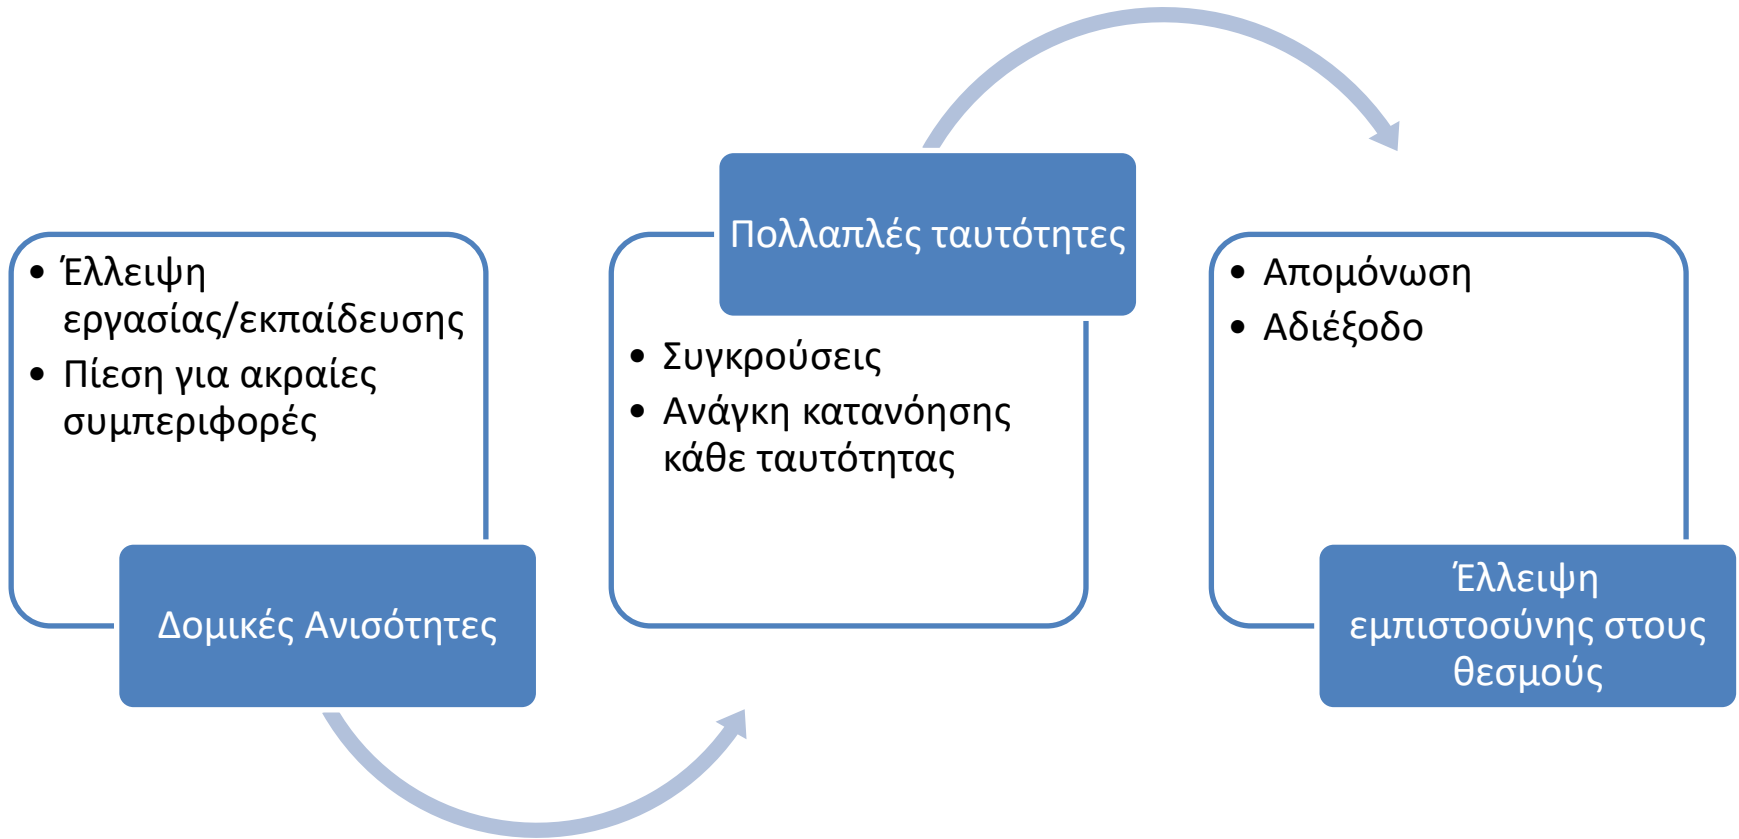 • Έλλειψη
εργασίας/εκπαίδευσης
• Πίεση για ακραίες
συμπεριφορές
Δομικές Ανισότητες
Πολλαπλές ταυτότητες
• Συγκρούσεις
• Ανάγκη κατανόησης
κάθε ταυτότητας
• Απομόνωση
• Αδιέξοδο
Έλλειψη
εμπιστοσύνης στους
θεσμούς